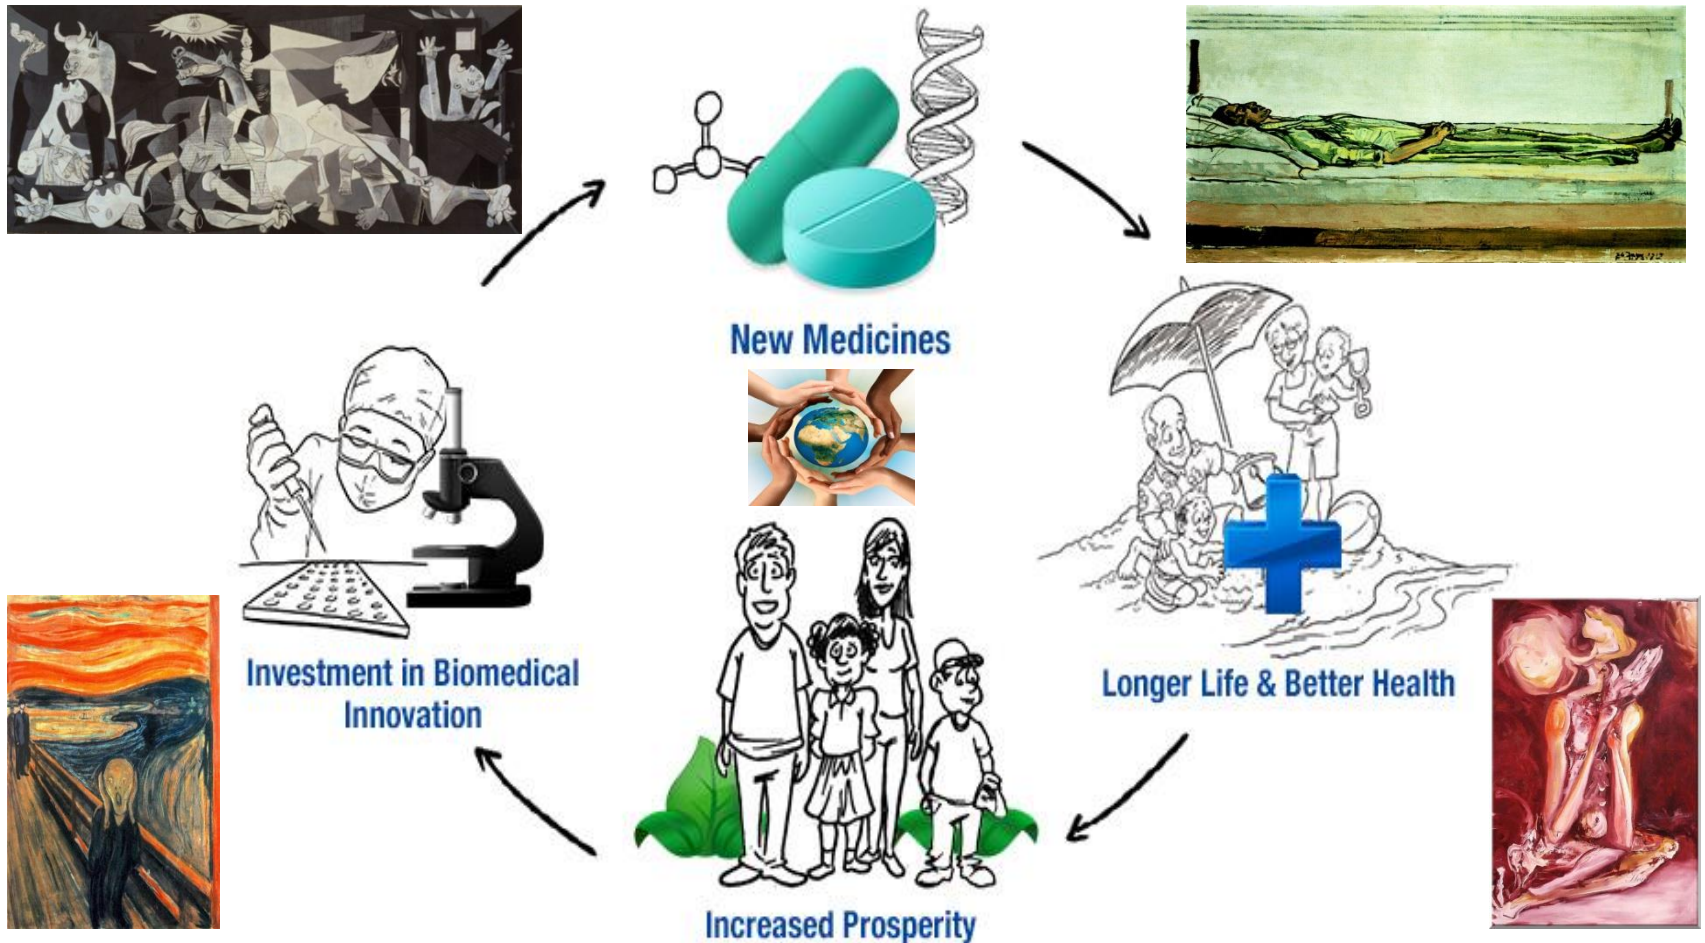 New Medicines
Investment in Biomedical
Innovation
Longer Life & Better Health
Increased Prosperity